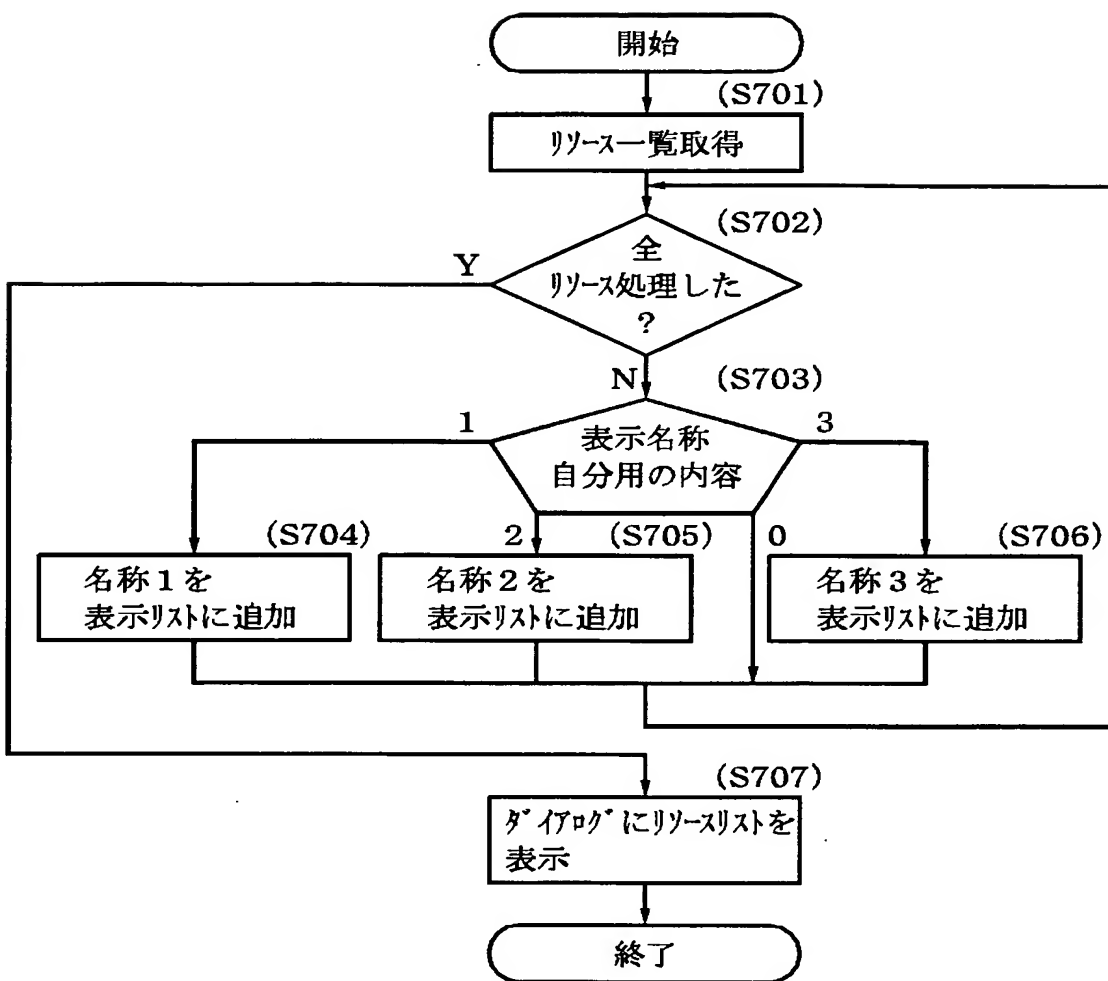 開始
(S701)
リソース一覧取得
(S702)
全
Y
リソース処理した
?
N
(S703)
1
3
表示名称
自分用の内容
(S704)
2
(S705)
0
(S706)
名称1を
表示リストに追加
名称2を
表示リストに追加
名称3を
表示リストに追加
(S707)
ダイアログにリソースリストを
表示
終了